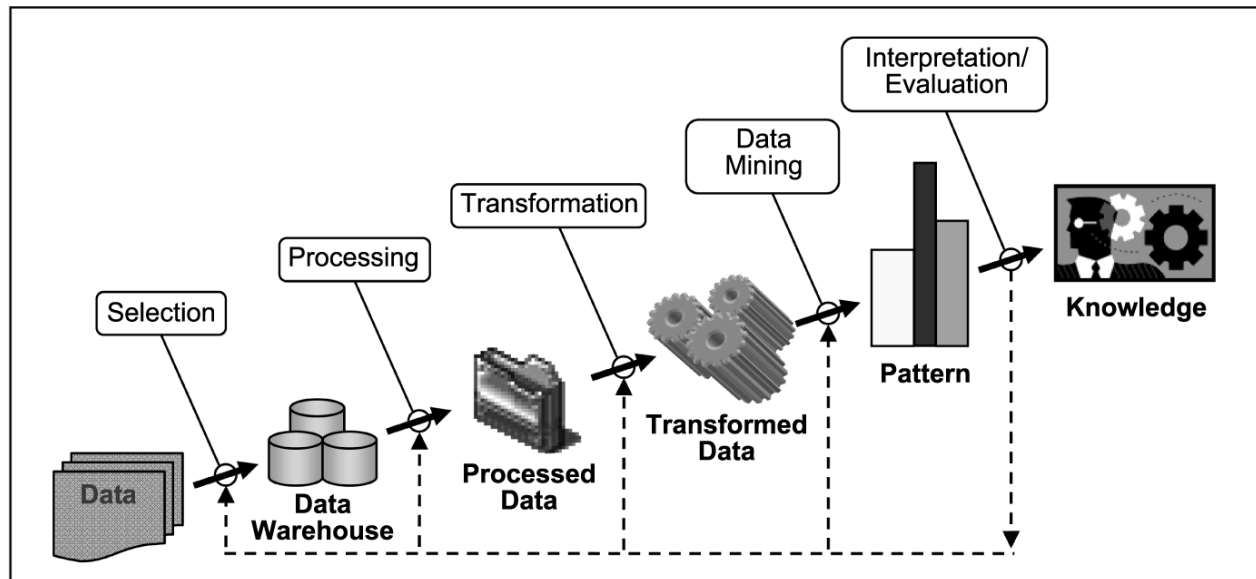 Interpretation/
Evaluation
Data
Mining
Transformation
Processing
Selection
Data
Data
Warehouse
Processed
Data
Transformed
Data
Pattern
Knowledge